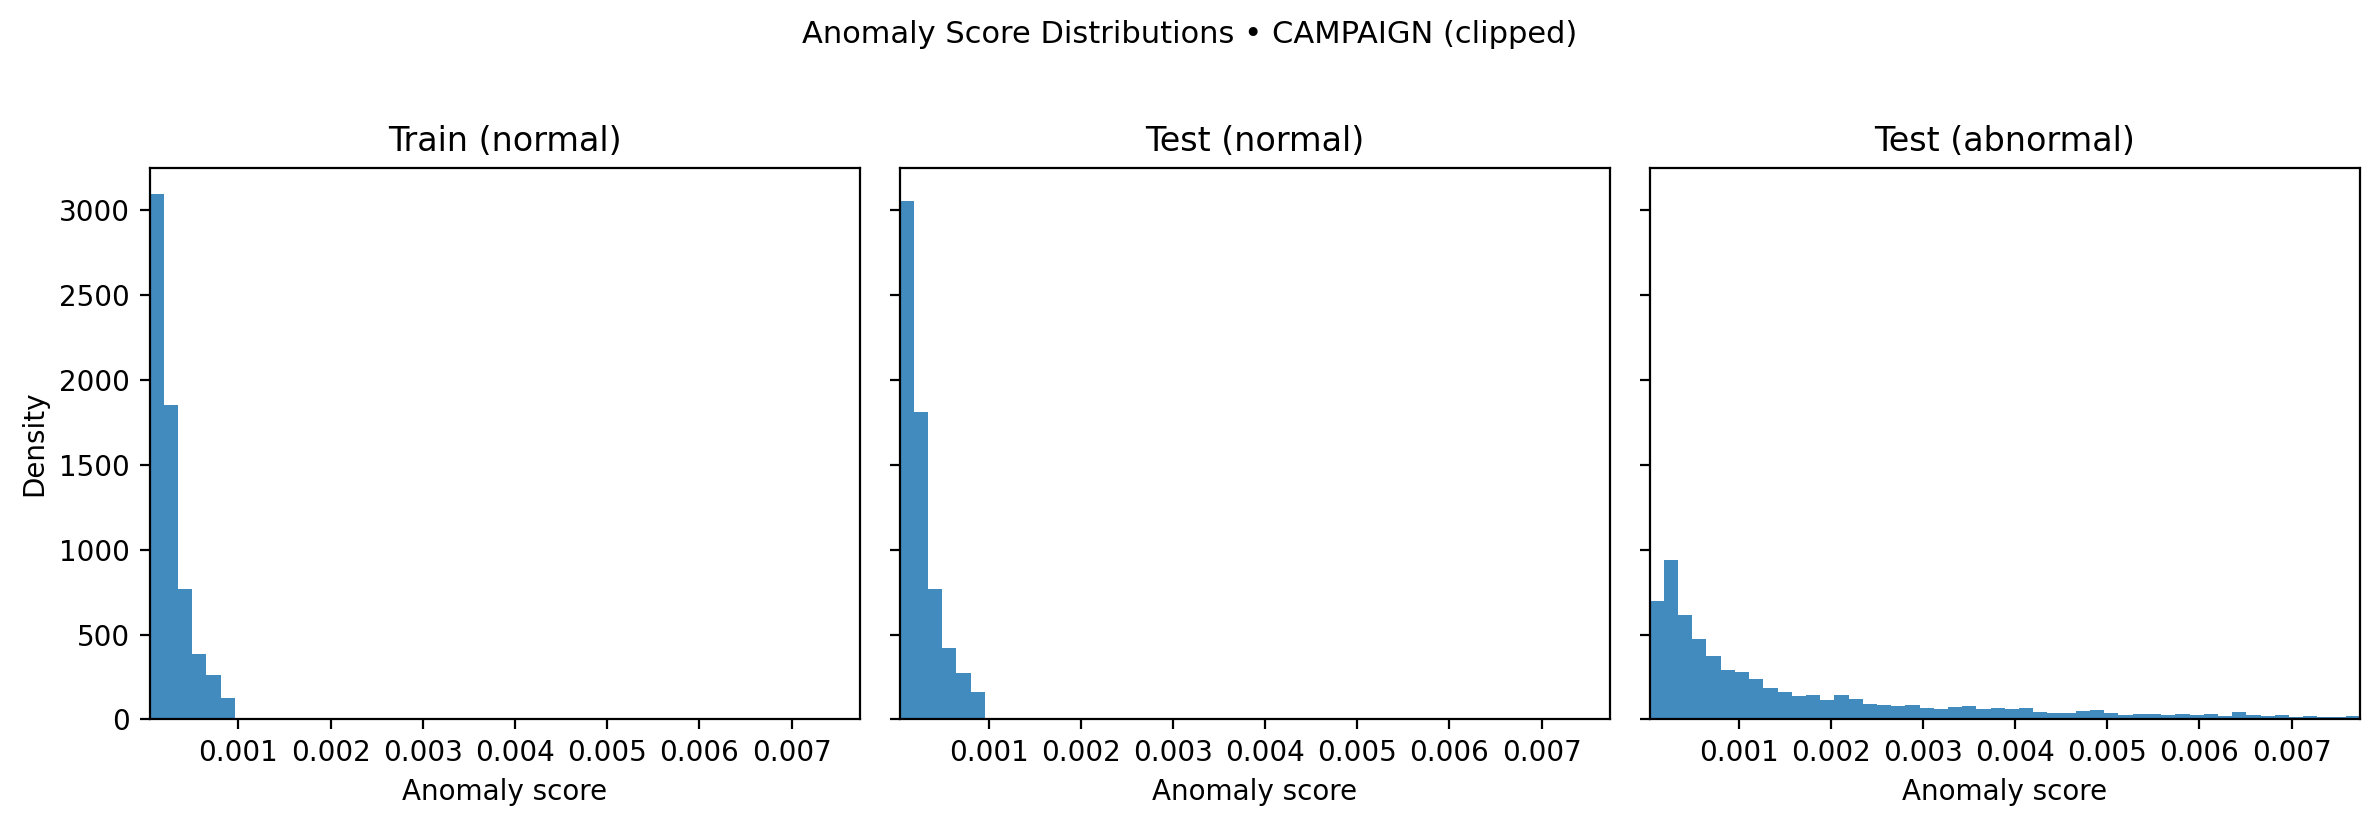 Anomaly Score Distributions • CAMPAIGN (clipped)
Train (normal)
Test (normal)
Test (abnormal)
Density
3000
2500
2000
1500
1000
500
0
0.001 0.002 0.003 0.004 0.005 0.006 0.007
0.001 0.002 0.003 0.004 0.005 0.006 0.007
0.001 0.002 0.003 0.004 0.005 0.006 0.007
Anomaly score
Anomaly score
Anomaly score